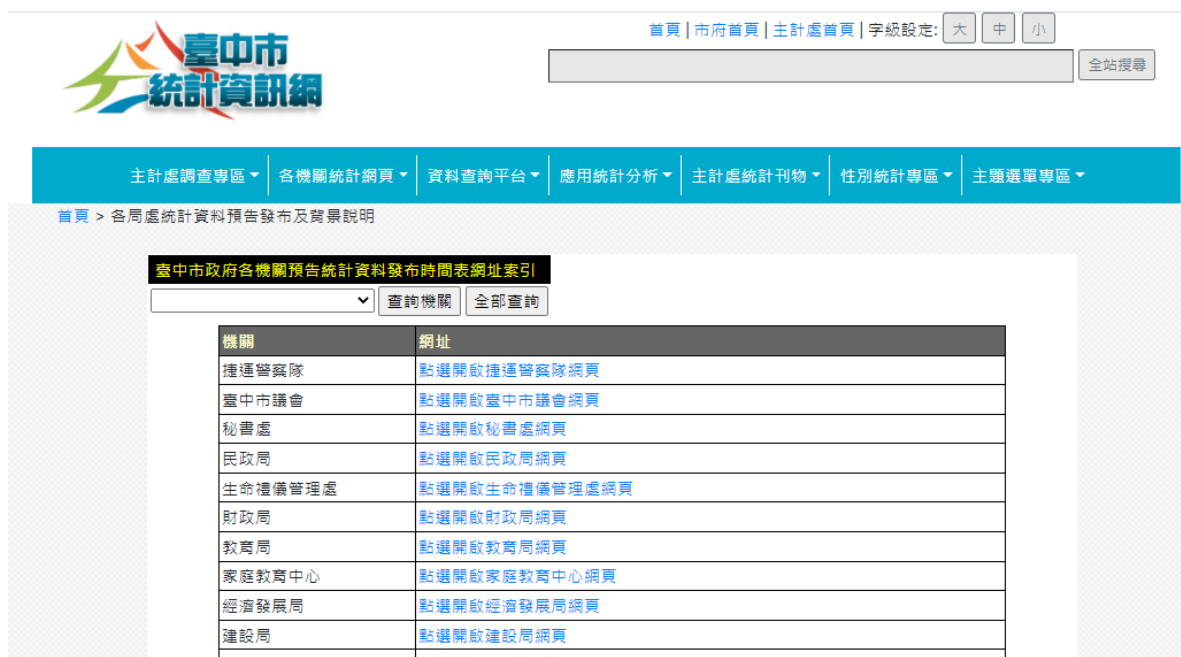 臺中市
統計資訊網
首頁 | 市府首頁 | 主計處首頁 | 字級設定: 大 中 小
全站搜尋
主計處調查專區 各機關統計網頁 資料查詢平台 應用統計分析 主計處統計刊物 性別統計專區 主題選單專區
首頁 > 各局處統計資料預告發布及背景說明
臺中市政府各機關預告統計資料發布時間表網址索引
查詢機關 全部查詢
機關 網址
捷運警察隊 點選開啟捷運警察隊網頁
臺中市議會 點選開啟臺中市議會網頁
秘書處 點選開啟秘書處網頁
民政局 點選開啟民政局網頁
生命禮儀管理處 點選開啟生命禮儀管理處網頁
財政局 點選開啟財政局網頁
教育局 點選開啟教育局網頁
家庭教育中心 點選開啟家庭教育中心網頁
經濟發展局 點選開啟經濟發展局網頁
建設局 點選開啟建設局網頁